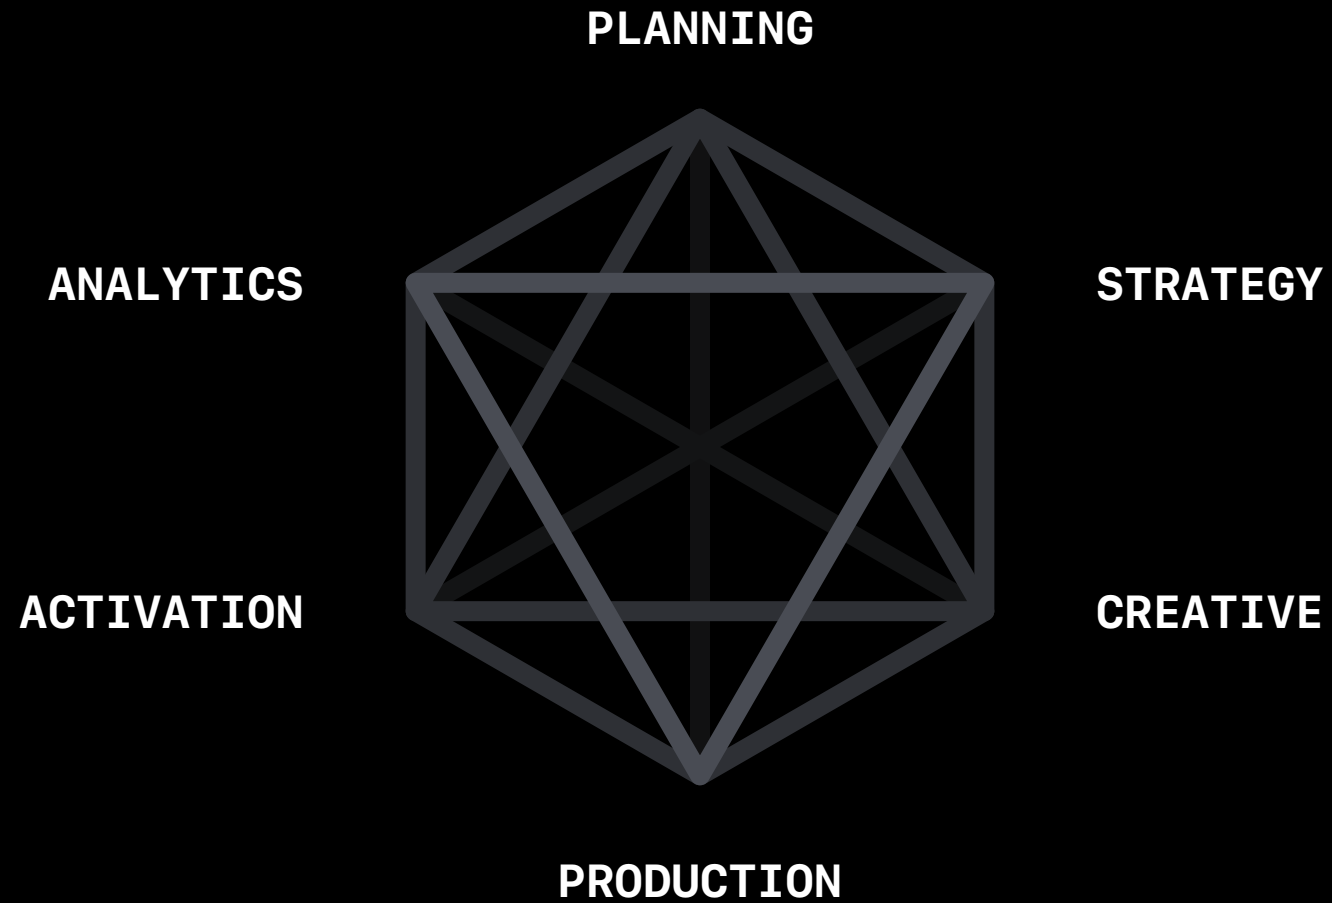 PLANNING
ANALYTICS
STRATEGY
ACTIVATION
CREATIVE
PRODUCTION